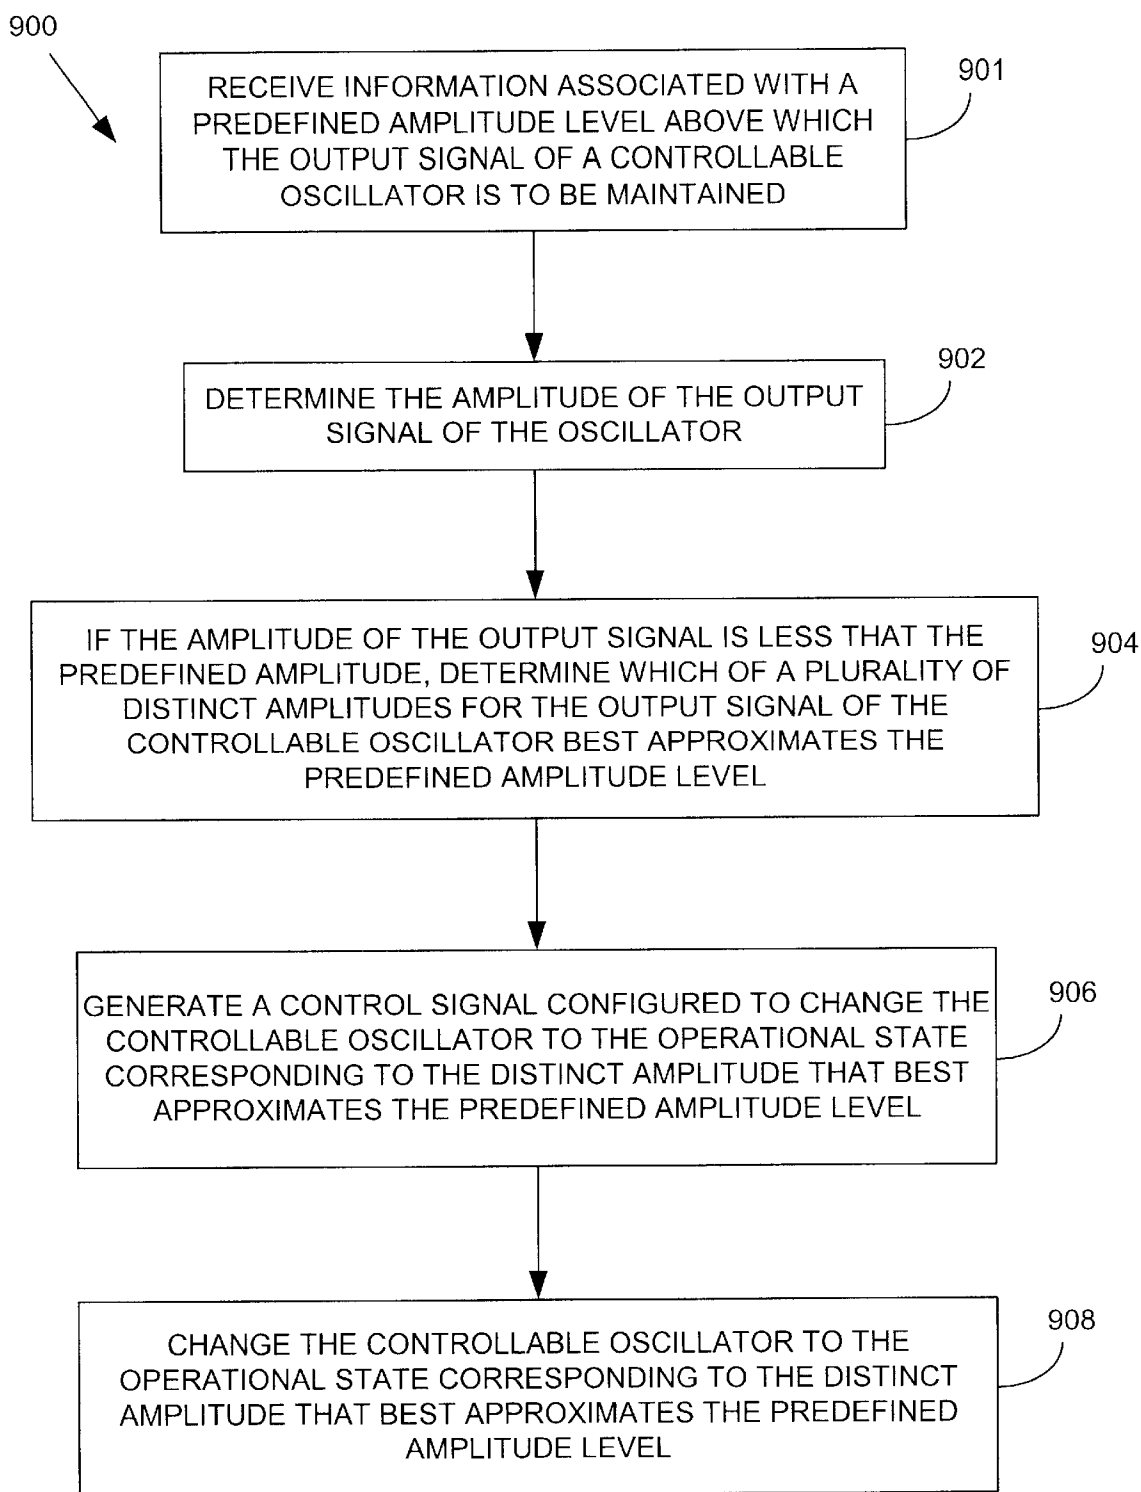 900
901
RECEIVE INFORMATION ASSOCIATED WITH A
PREDEFINED AMPLITUDE LEVEL ABOVE WHICH
THE OUTPUT SIGNAL OF A CONTROLLABLE
OSCILLATOR IS TO BE MAINTAINED
902
DETERMINE THE AMPLITUDE OF THE OUTPUT
SIGNAL OF THE OSCILLATOR
904
IF THE AMPLITUDE OF THE OUTPUT SIGNAL IS LESS THAT THE
PREDEFINED AMPLITUDE, DETERMINE WHICH OF A PLURALITY OF
DISTINCT AMPLITUDES FOR THE OUTPUT SIGNAL OF THE
CONTROLLABLE OSCILLATOR BEST APPROXIMATES THE
PREDEFINED AMPLITUDE LEVEL
906
GENERATE A CONTROL SIGNAL CONFIGURED TO CHANGE THE
CONTROLLABLE OSCILLATOR TO THE OPERATIONAL STATE
CORRESPONDING TO THE DISTINCT AMPLITUDE THAT BEST
APPROXIMATES THE PREDEFINED AMPLITUDE LEVEL
908
CHANGE THE CONTROLLABLE OSCILLATOR TO THE
OPERATIONAL STATE CORRESPONDING TO THE DISTINCT
AMPLITUDE THAT BEST APPROXIMATES THE PREDEFINED
AMPLITUDE LEVEL